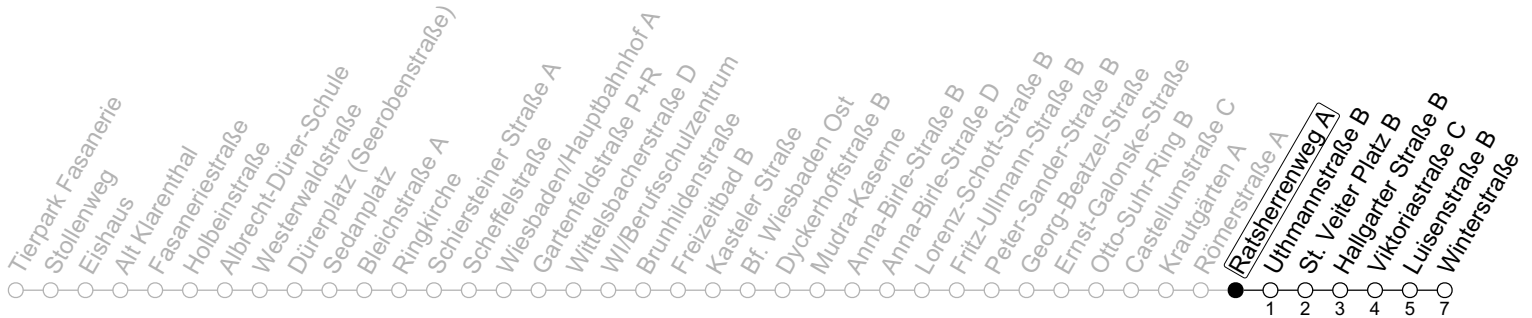 Tierpark Fasanerie
Stollenweg
Eishaus
Alt Klarenthal
Fasaneriestraße
Holbeinstraße
Albrecht-Dürer-Schule
Westerwaldstraße
Dürerplatz (Seerobenstraße)
Sedanplatz
Bleichstraße A
Ringkirche
Schiersteiner Straße A
Scheffelstraße
Wiesbaden/Hauptbahnhof A
Gartenfeldstraße P+R
Wittelsbacherstraße D
WI/Berufsschulzentrum
Brunhildenstraße
Freizeitbad B
Kasteler Straße
Bf. Wiesbaden Ost
Dyckerhoffstraße B
Mudra-Kaserne
Anna-Birle-Straße B
Anna-Birle-Straße D
Lorenz-Schott-Straße B
Fritz-Ullmann-Straße B
Peter-Sander-Straße B
Georg-Beatzel-Straße
Ernst-Galonske-Straße
Otto-Suhr-Ring B
Castellumstraße C
Krautgärten A
Römerstraße A
Ratsherrenweg A
Uthmannstraße B
St. Veiter Platz B
Hallgarter Straße B
Viktoriastraße C
Luisenstraße B
Winterstraße
1 2 3 4 5 7